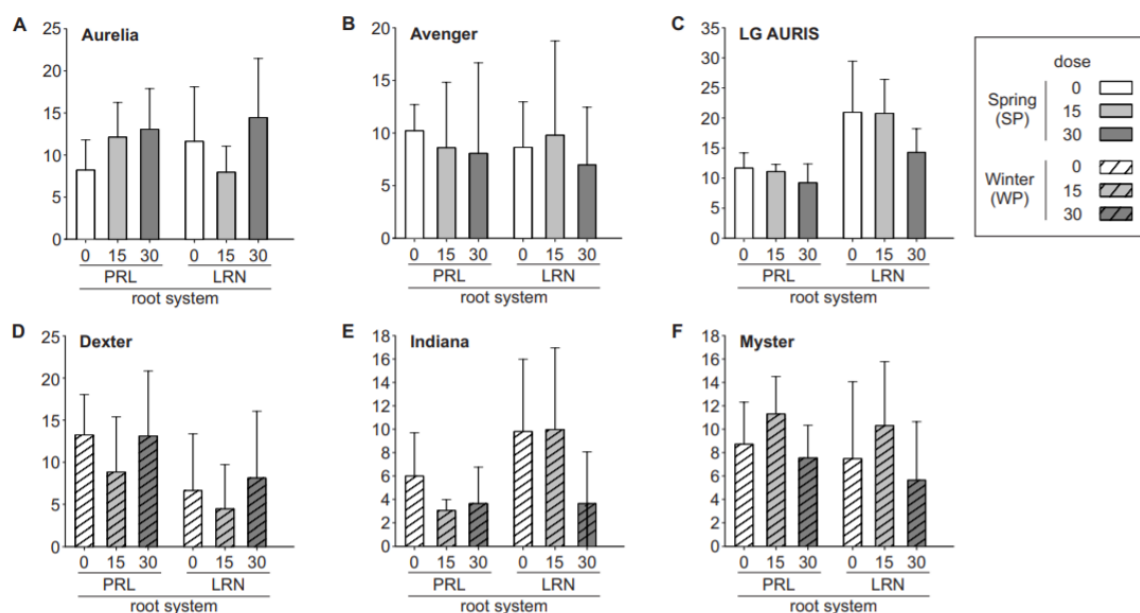 A Aurelia
25
20
15
10
5
0
0 15 30 0 15 30
PRL LRN
root system
B Avenger
20
15
10
5
0
0 15 30 0 15 30
PRL LRN
root system
C LG AURIS
35
30
25
20
15
10
5
0
0 15 30 0 15 30
PRL LRN
root system
dose
Spring (SP)
0
15
30
Winter (WP)
0
15
30
D Dexter
25
20
15
10
5
0
0 15 30 0 15 30
PRL LRN
root system
E Indiana
18
16
14
12
10
8
6
4
2
0
0 15 30 0 15 30
PRL LRN
root system
F Myster
18
16
14
12
10
8
6
4
2
0
0 15 30 0 15 30
PRL LRN
root system